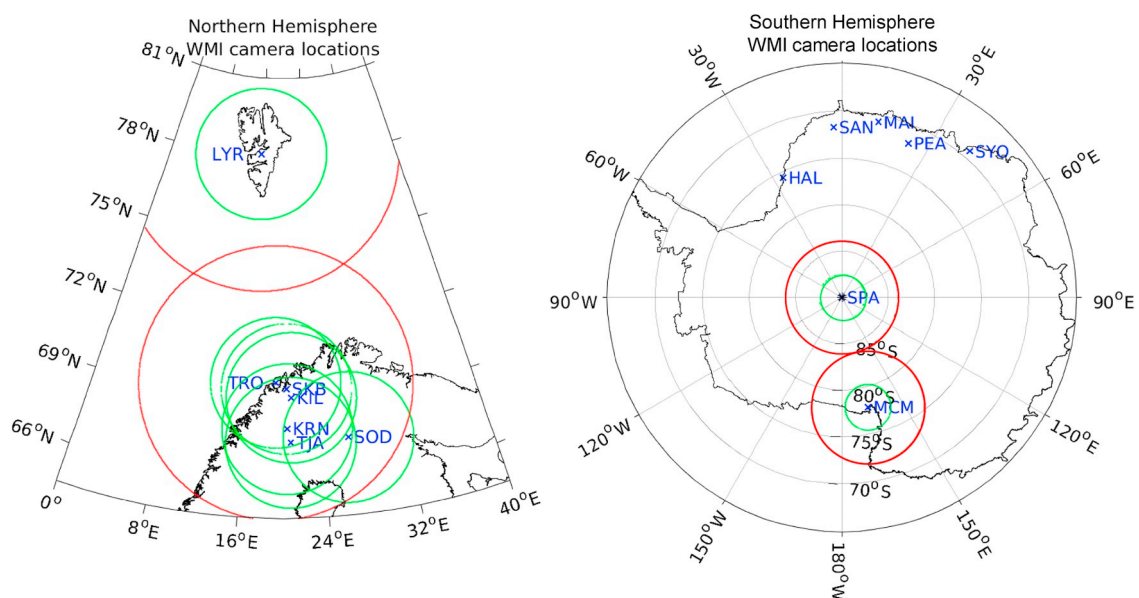 Northern Hemisphere
WMI camera locations
81°N
78°N
75°N
72°N
69°N
66°N
0°
8°E
16°E
24°E
32°E
40°E
LYR
TRO
SKB
KIL
KRN
TJA
SOD
Southern Hemisphere
WMI camera locations
30°W
30°E
60°W
60°E
90°W
90°E
120°W
120°E
150°W
150°E
180°W
SAN
MAI
PEA
SYO
HAL
SPA
85°S
80°S
MCM
75°S
70°S